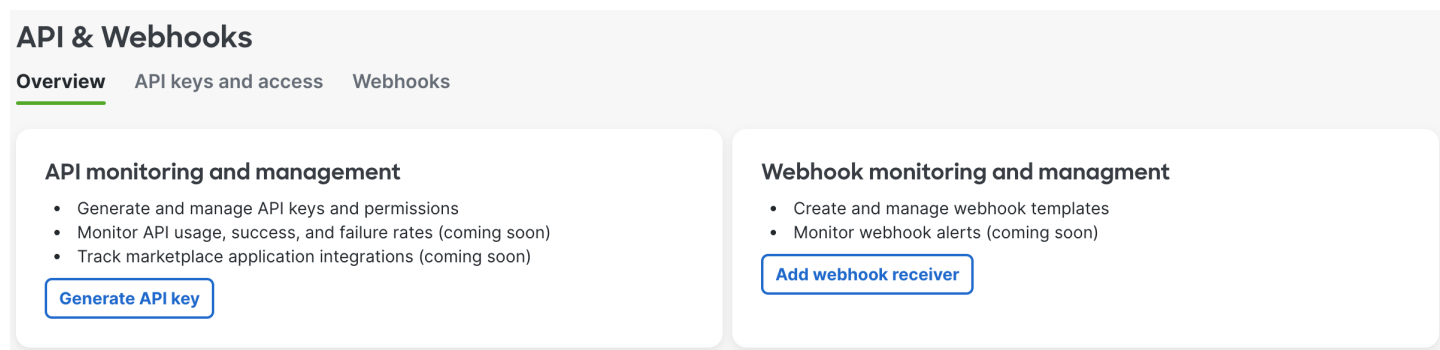 API & Webhooks
Overview API keys and access Webhooks
API monitoring and management
• Generate and manage API keys and permissions
• Monitor API usage, success, and failure rates (coming soon)
• Track marketplace application integrations (coming soon)
Generate API key
Webhook monitoring and managment
• Create and manage webhook templates
• Monitor webhook alerts (coming soon)
Add webhook receiver